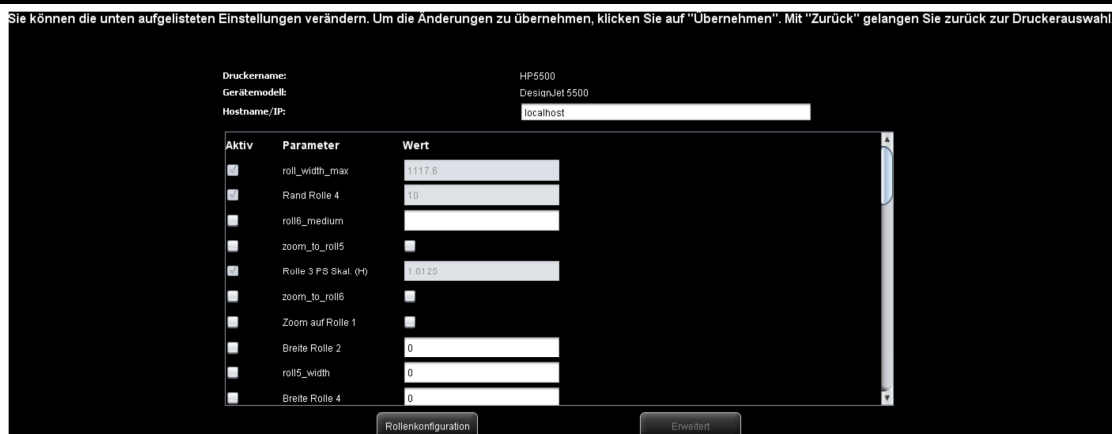 Sie können die unten aufgelisteten Einstellungen verändern. Um die Änderungen zu übernehmen, klicken Sie auf "Übernehmen". Mit "Zurück" gelangen Sie zurück zur Druckerauswahl
Druckername: HP5500
Gerätemodell: DesignJet 5500
Hostname/IP: localhost
Aktiv Parameter Wert
roll_width_max 1117.6
Rand Rolle 4 10
roll6_medium
zoom_to_roll5
Rolle 3 PS Skal. (H) 1.0125
zoom_to_roll6
Zoom auf Rolle 1
Breite Rolle 2 0
roll5_width 0
Breite Rolle 4 0
Rollenkonfiguration Erweitert